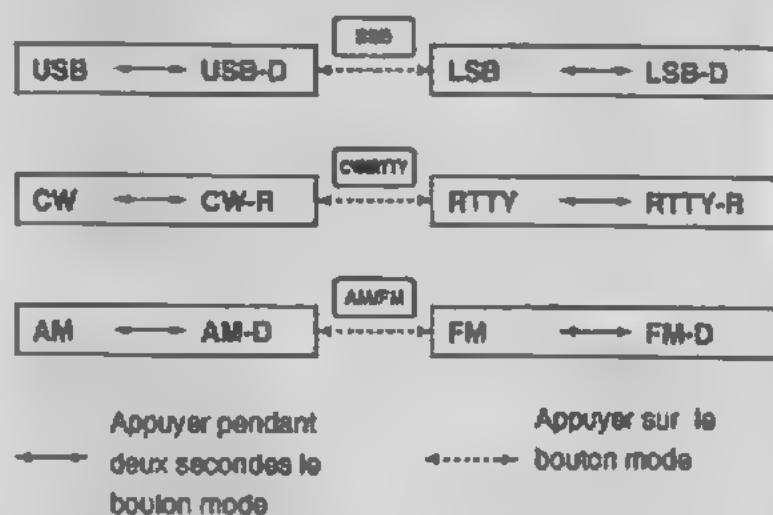 SSB
USB USB-D LSB LSB-D
CW/RTTY
CW CW-R RTTY RTTY-R
AM/FM
AM AM-D FM FM-D
Appuyer pendant
deux secondes le
bouton mode
Appuyer sur le
bouton mode